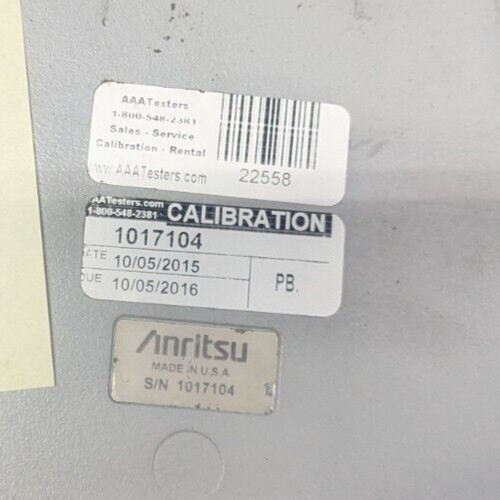 AAATesters
1-800-548-2381
Sales - Service
Calibration - Rental
www.AAATesters.com
22558
AATesters.com
1-800-548-2381 CALIBRATION
1017104
ATE 10/05/2015
DUE 10/05/2016
PB.
Anritsu
MADE IN U.S.A
S/N 1017104